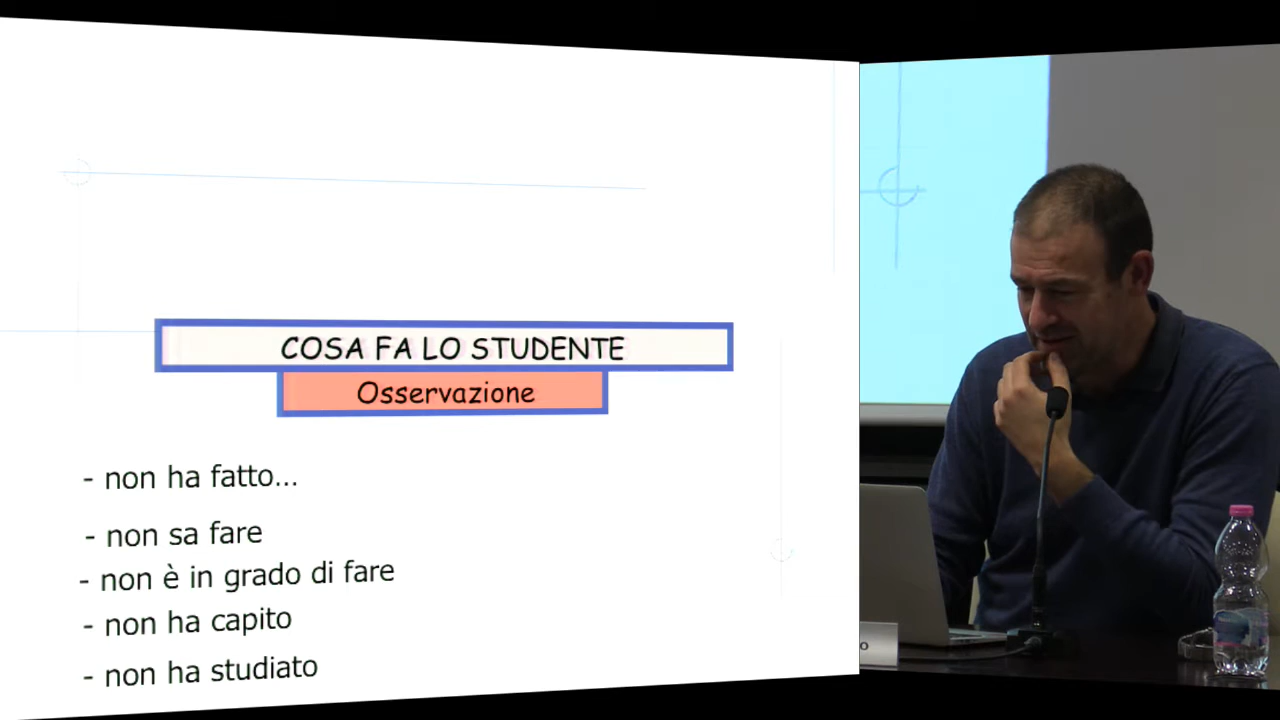 COSA FA LO STUDENTE
Osservazione
- non ha fatto...
- non sa fare
- non è in grado di fare
- non ha capito
- non ha studiato